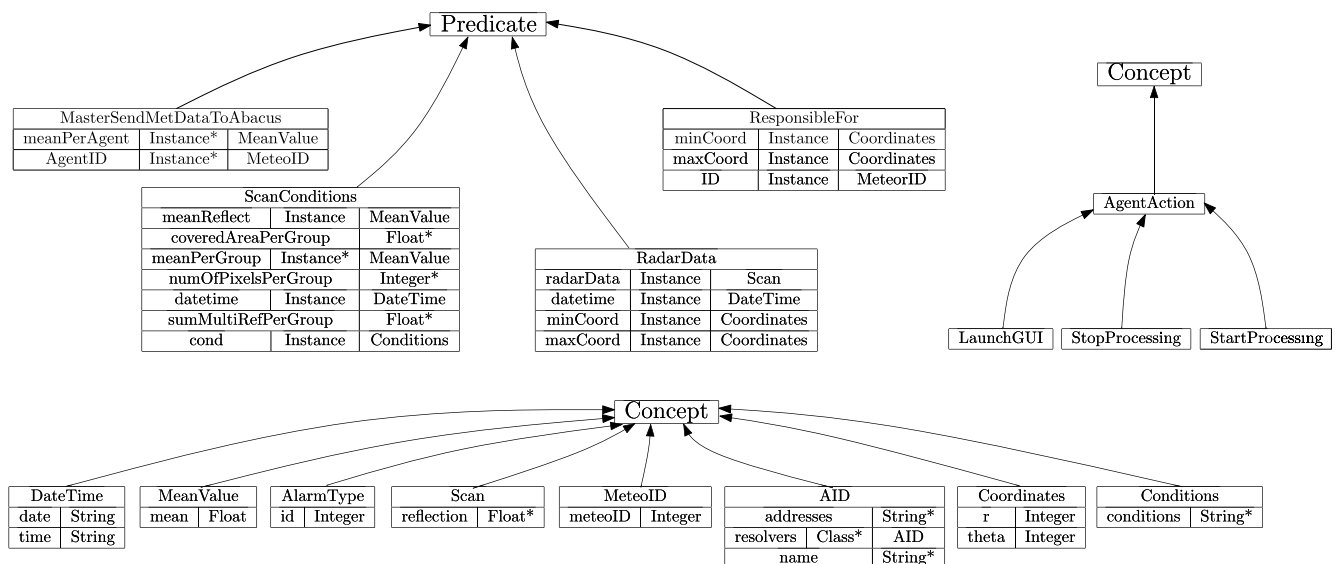 Predicate
MasterSendMetDataToAbacus
meanPerAgent Instance* MeanValue
AgentID Instance* MeteoID
ScanConditions
meanReflect Instance MeanValue
coveredAreaPerGroup Float*
meanPerGroup Instance* MeanValue
numOfPixelsPerGroup Integer*
datetime Instance DateTime
sumMultiRefPerGroup Float*
cond Instance Conditions
RadarData
radarData Instance Scan
datetime Instance DateTime
minCoord Instance Coordinates
maxCoord Instance Coordinates
ResponsibleFor
minCoord Instance Coordinates
maxCoord Instance Coordinates
ID Instance MeteorID
Concept
AgentAction
LaunchGUI
StopProcessing
StartProcessing
Concept
DateTime
date String
time String
MeanValue
mean Float
AlarmType
id Integer
Scan
reflection Float*
MeteoID
meteoID Integer
AID
addresses String*
resolvers Class* AID
name String*
Coordinates
r Integer
theta Integer
Conditions
conditions String*